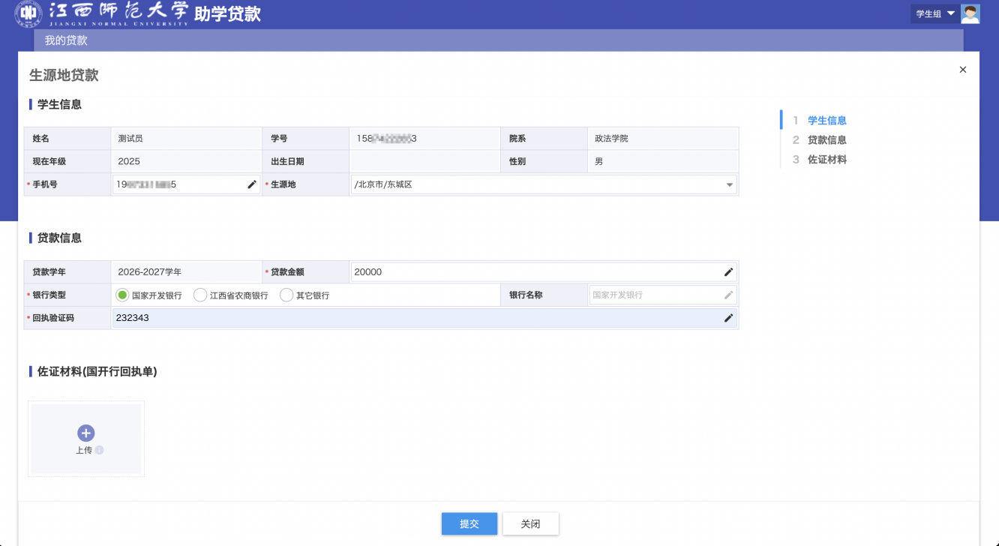 江西师范大学 助学贷款
JIANGXI NORMAL UNIVERSITY
学生组
我的贷款
生源地贷款
学生信息
1 学生信息
2 贷款信息
3 佐证材料
姓名 测试员 学号 158 3 院系 政法学院
现在年级 2025 出生日期 性别 男
* 手机号 19 5 * 生源地 /北京市/东城区
贷款信息
贷款学年 2026-2027学年 * 贷款金额 20000
* 银行类型 国家开发银行 江西省农商银行 其它银行 银行名称 国家开发银行
* 回执验证码 232343
佐证材料(国开行回执单)
上传
提交 关闭